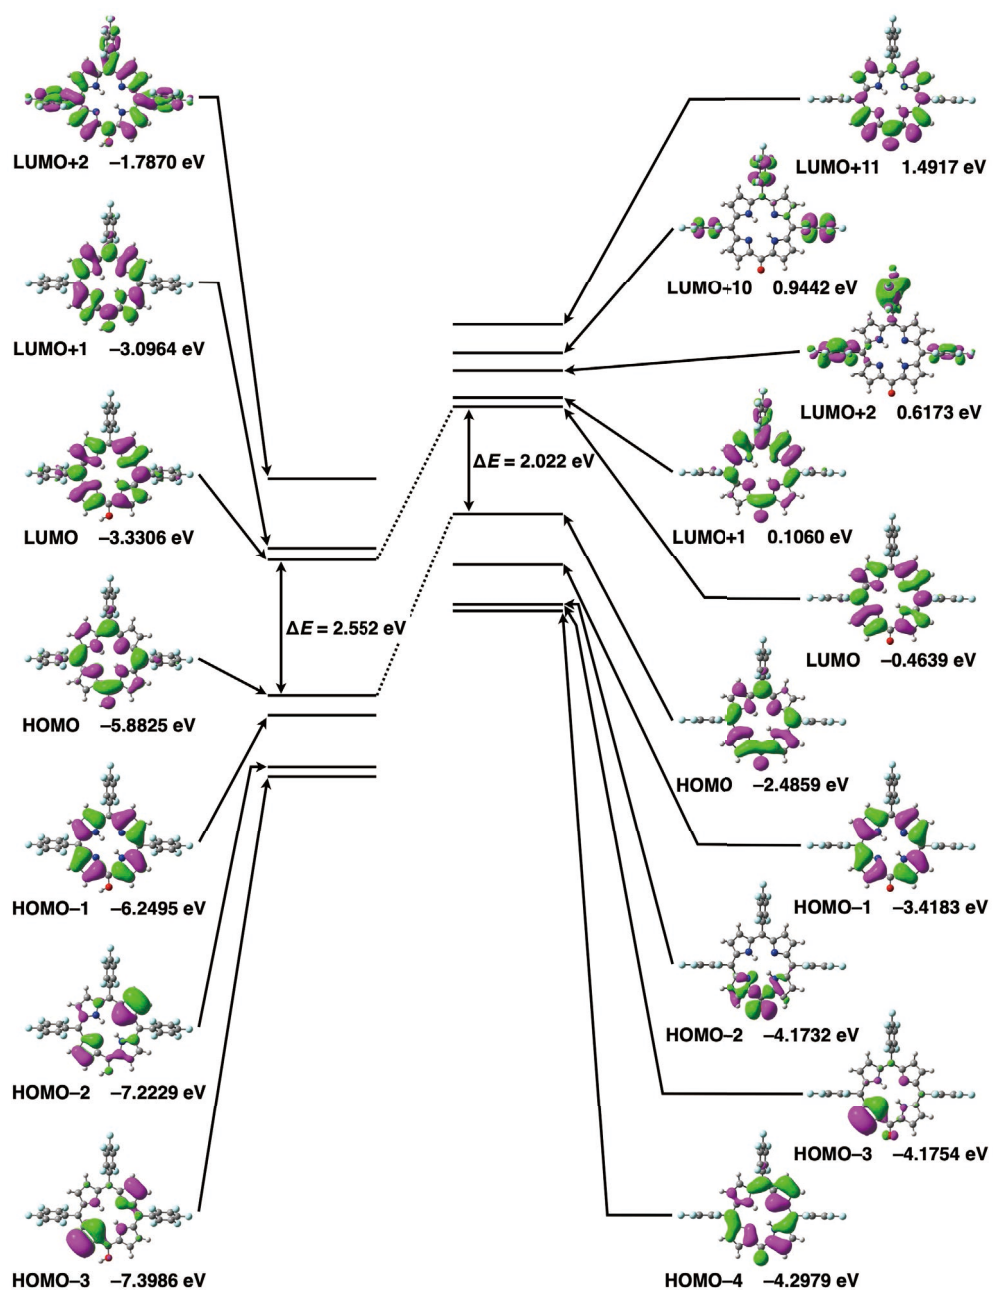 LUMO+2 −1.7870 eV
LUMO+1 −3.0964 eV
LUMO −3.3306 eV
HOMO −5.8825 eV
HOMO−1 −6.2495 eV
HOMO−2 −7.2229 eV
HOMO−3 −7.3986 eV
ΔE = 2.552 eV
ΔE = 2.022 eV
LUMO+11 1.4917 eV
LUMO+10 0.9442 eV
LUMO+2 0.6173 eV
LUMO+1 0.1060 eV
LUMO −0.4639 eV
HOMO −2.4859 eV
HOMO−1 −3.4183 eV
HOMO−2 −4.1732 eV
HOMO−3 −4.1754 eV
HOMO−4 −4.2979 eV